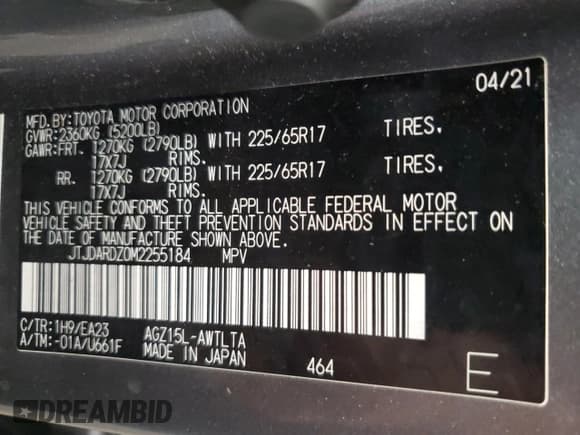 04/21
MFD.BY:TOYOTA MOTOR CORPORATION
GVWR:2360KG (5200LB)
GAWR:FRT. 1270KG (2790LB) WITH 225/65R17 TIRES,
17X7J RIMS.
RR. 1270KG (2790LB) WITH 225/65R17 TIRES,
17X7J RIMS.
THIS VEHICLE CONFORMS TO ALL APPLICABLE FEDERAL MOTOR
VEHICLE SAFETY AND THEFT PREVENTION STANDARDS IN EFFECT ON
THE DATE OF MANUFACTURE SHOWN ABOVE.
JTJDARDZ0M2255184 MPV
C/TR:1H9/EA23 AGZ15L-AWTLTA
A/TM:-01A/U661F MADE IN JAPAN 464
E
DREAMBID